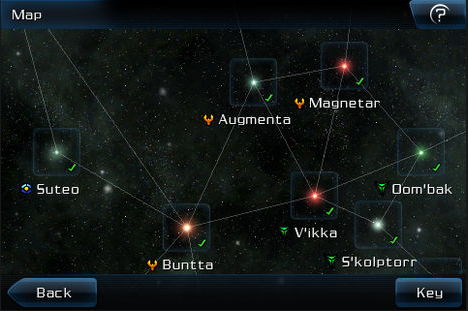 Map
?
Magnetar
Augmenta
Suteo
Oom'bak
V'ikka
Buntta
S'kolptorr
Back
Key